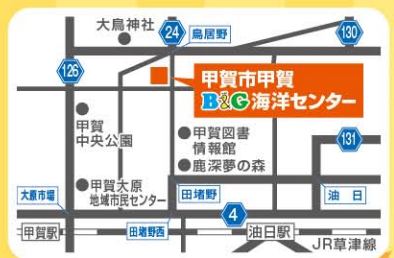 大鳥神社
24
鳥居野
130
126
甲賀市甲賀
B&G海洋センター
甲賀
中央公園
甲賀図書
情報館
鹿深夢の森
131
甲賀大原
地域市民センター
大原市場
田堵野
油日
4
甲賀駅
田堵野西
油日駅
JR草津線